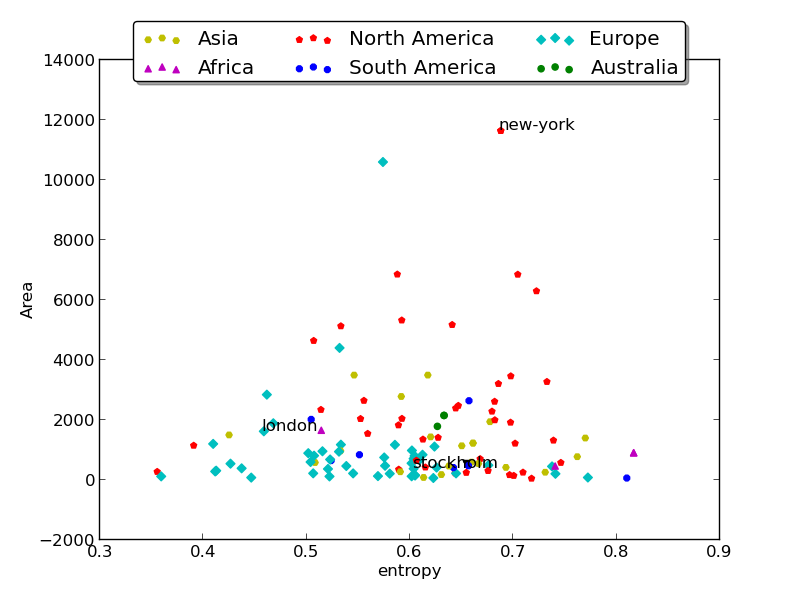 Asia North America Europe
Africa South America Australia
14000
12000
10000
8000
6000
4000
2000
0
−2000
Area
new-york
london
stockholm
0.3 0.4 0.5 0.6 0.7 0.8 0.9
entropy